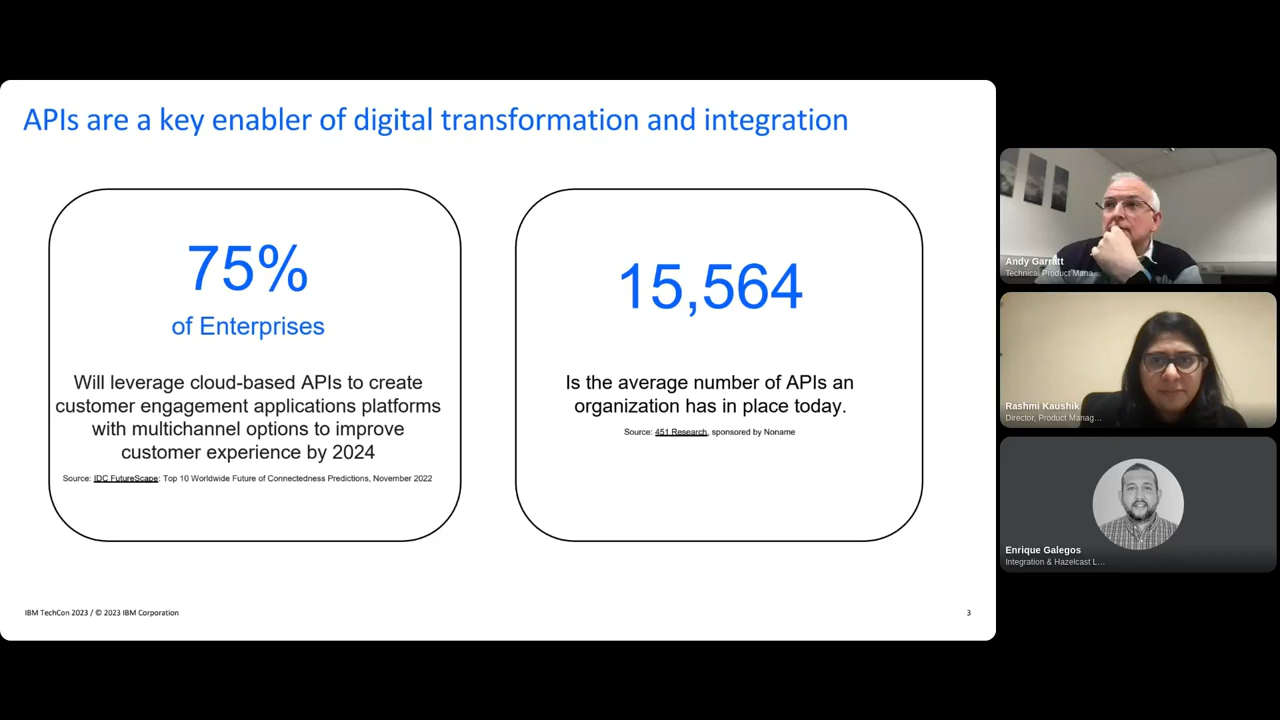 APIs are a key enabler of digital transformation and integration
75%
of Enterprises
Will leverage cloud-based APIs to create
customer engagement applications platforms
with multichannel options to improve
customer experience by 2024
Source: IDC FutureScape: Top 10 Worldwide Future of Connectedness Predictions, November 2022
15,564
Is the average number of APIs an
organization has in place today.
Source: 451 Research, sponsored by Noname
IBM TechCon 2023 / © 2023 IBM Corporation
3
Andy Garratt
Technical Product Mana...
Rashmi Kaushik
Director, Product Manag...
Enrique Galegos
Integration & Hazelcast L...